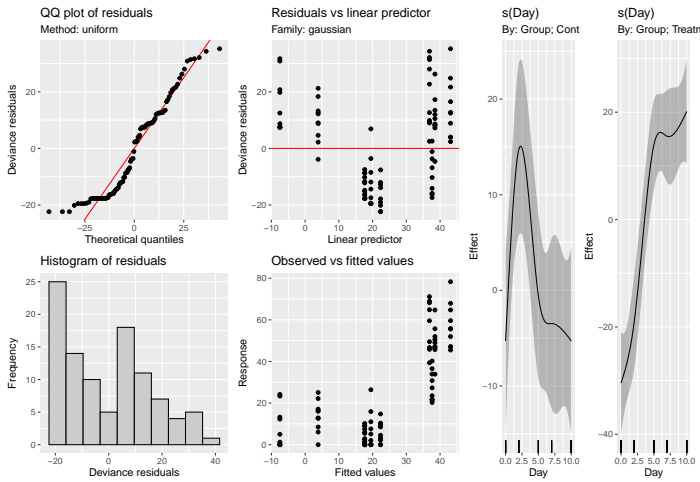 QQ plot of residuals
Method: uniform
20
0
−20
Deviance residuals
−25 0 25
Theoretical quantiles
Residuals vs linear predictor
Family: gaussian
20
0
−20
Deviance residuals
−10 0 10 20 30 40
Linear predictor
Histogram of residuals
25
20
15
10
5
0
Frequency
−20 0 20 40
Deviance residuals
Observed vs fitted values
80
60
40
20
0
Response
−10 0 10 20 30 40
Fitted values
s(Day)
By: Group; Cont
20
10
0
−10
Effect
0.0 2.5 5.0 7.5 10.0
Day
s(Day)
By: Group; Treatm
20
0
−20
−40
Effect
0.0 2.5 5.0 7.5 10.0
Day